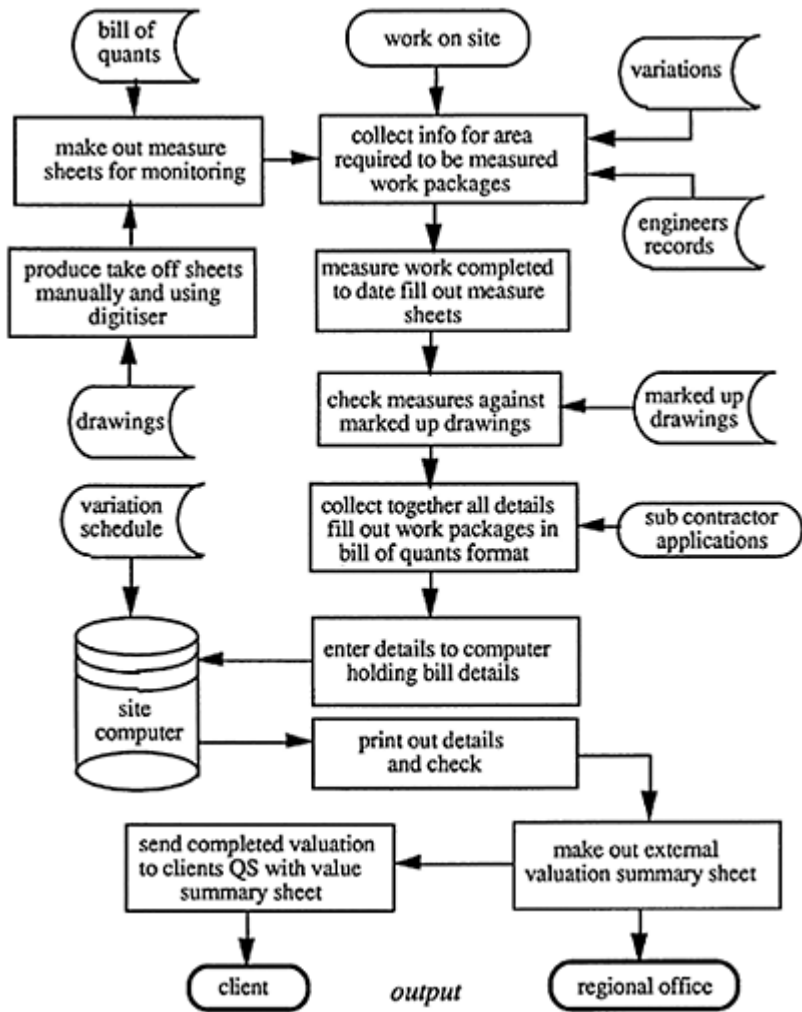 bill of
quants
work on
site
variations
make out measure
sheets for monitoring
collect info for area
required to be measured
work packages
engineers
records
produce take off sheets
manually and using
digitiser
measure work completed
to date fill out measure
sheets
drawings
check measures against
marked up drawings
marked up
drawings
variation
schedule
collect together all details
fill out work packages in
bill of quants format
sub contractor
applications
enter details to computer
holding bill details
site
computer
print out details
and check
send completed valuation
to clients QS with value
summary sheet
make out external
valuation summary sheet
client
output
regional office